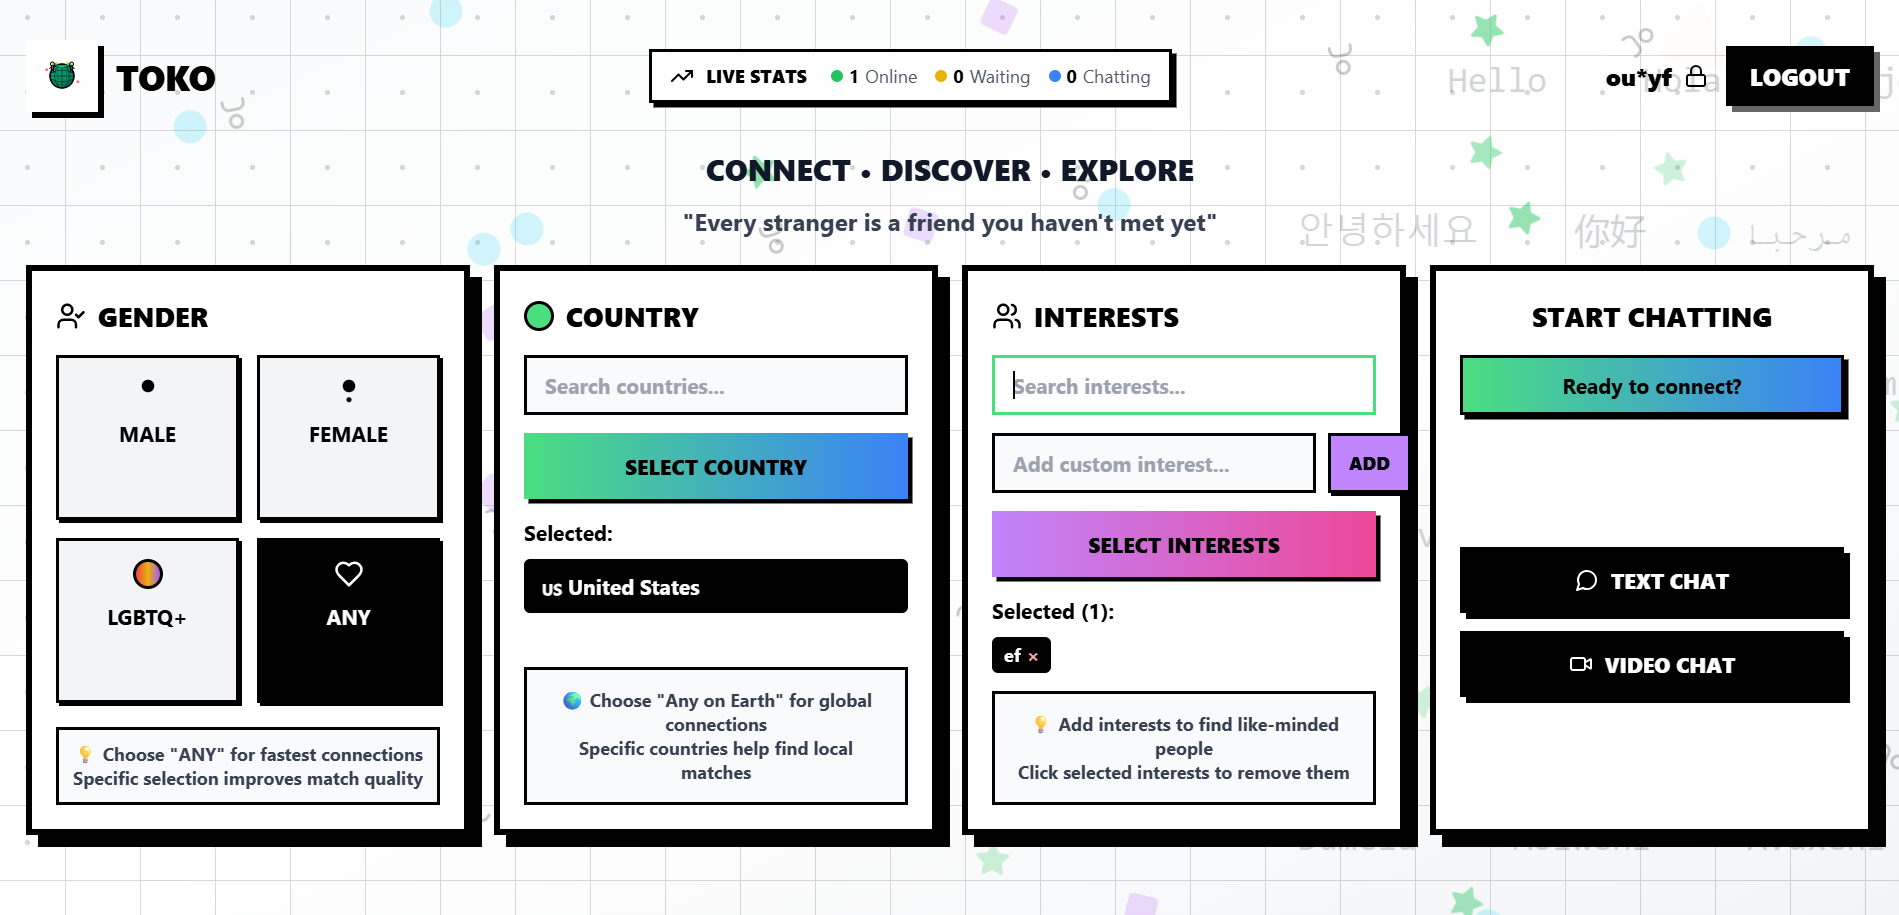 TOKO
LIVE STATS 1 Online 0 Waiting 0 Chatting
ou*yf
LOGOUT
Hello
CONNECT • DISCOVER • EXPLORE
"Every stranger is a friend you haven't met yet"
안녕하세요 你好 مرحبا
GENDER
MALE
FEMALE
LGBTQ+
ANY
💡 Choose "ANY" for fastest connections
Specific selection improves match quality
COUNTRY
Search countries...
SELECT COUNTRY
Selected:
US United States
🌍 Choose "Any on Earth" for global
connections
Specific countries help find local
matches
INTERESTS
Search interests...
Add custom interest...
ADD
SELECT INTERESTS
Selected (1):
ef ×
💡 Add interests to find like-minded
people
Click selected interests to remove them
START CHATTING
Ready to connect?
TEXT CHAT
VIDEO CHAT